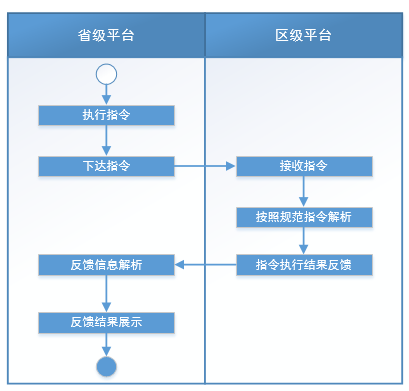 省级平台
区级平台
执行指令
下达指令
接收指令
按照规范指令解析
指令执行结果反馈
反馈信息解析
反馈结果展示